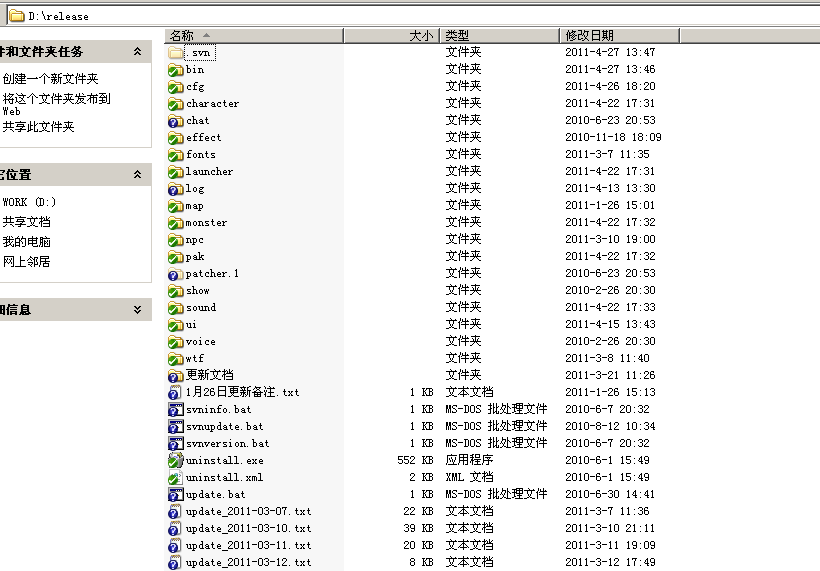 D:\release
名称 大小 类型 修改日期
件和文件夹任务
创建一个新文件夹
将这个文件夹发布到
Web
共享此文件夹
它位置
WORK (D:)
共享文档
我的电脑
网上邻居
细信息
.svn 文件夹 2011-4-27 13:47
bin 文件夹 2011-4-27 13:46
cfg 文件夹 2011-4-26 18:20
character 文件夹 2011-4-22 17:31
chat 文件夹 2010-6-23 20:53
effect 文件夹 2010-11-18 18:09
fonts 文件夹 2011-3-7 11:35
launcher 文件夹 2011-4-22 17:31
log 文件夹 2011-4-13 13:30
map 文件夹 2011-1-26 15:01
monster 文件夹 2011-4-22 17:32
npc 文件夹 2011-3-10 19:00
pak 文件夹 2011-4-22 17:32
patcher.1 文件夹 2010-6-23 20:53
show 文件夹 2010-2-26 20:30
sound 文件夹 2011-4-22 17:33
ui 文件夹 2011-4-15 13:43
voice 文件夹 2010-2-26 20:30
wtf 文件夹 2011-3-8 11:40
更新文档 文件夹 2011-3-21 11:26
1月26日更新备注.txt 1 KB 文本文档 2011-1-26 15:13
svninfo.bat 1 KB MS-DOS 批处理文件 2010-6-7 20:32
svnupdate.bat 1 KB MS-DOS 批处理文件 2010-8-12 10:34
svnversion.bat 1 KB MS-DOS 批处理文件 2010-6-7 20:32
uninstall.exe 552 KB 应用程序 2010-6-1 15:49
uninstall.xml 2 KB XML 文档 2010-6-1 15:49
update.bat 1 KB MS-DOS 批处理文件 2010-6-30 14:41
update_2011-03-07.txt 22 KB 文本文档 2011-3-7 11:36
update_2011-03-10.txt 39 KB 文本文档 2011-3-10 21:11
update_2011-03-11.txt 20 KB 文本文档 2011-3-11 19:09
update_2011-03-12.txt 8 KB 文本文档 2011-3-12 17:49